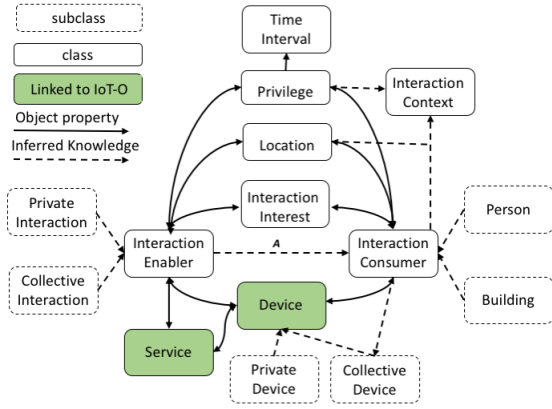 subclass
class
Linked to IoT-O
Object property
Inferred Knowledge
Time
Interval
Privilege
Interaction
Context
Location
Interaction
Interest
Private
Interaction
Collective
Interaction
Interaction
Enabler
A
Interaction
Consumer
Person
Building
Device
Service
Private
Device
Collective
Device